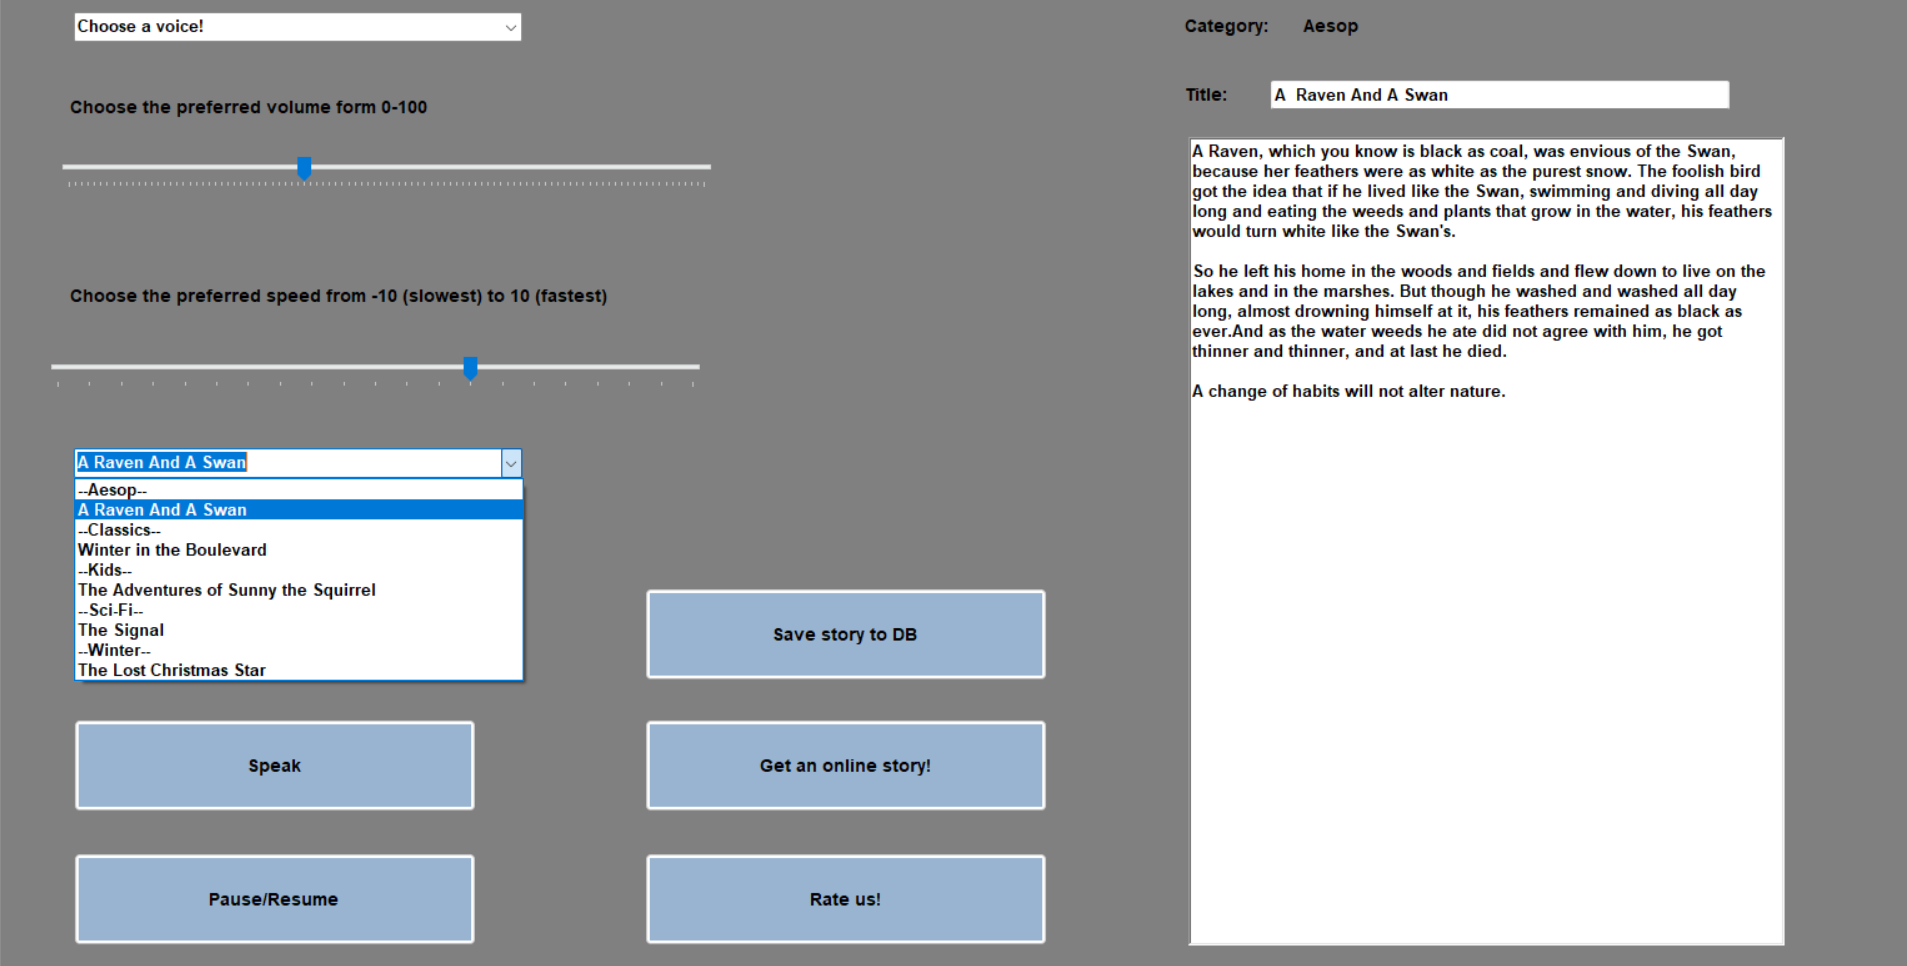 Choose a voice!
Choose the preferred volume form 0-100
Choose the preferred speed from -10 (slowest) to 10 (fastest)
A Raven And A Swan
--Aesop--
A Raven And A Swan
--Classics--
Winter in the Boulevard
--Kids--
The Adventures of Sunny the Squirrel
--Sci-Fi--
The Signal
--Winter--
The Lost Christmas Star
Speak
Pause/Resume
Save story to DB
Get an online story!
Rate us!
Category: Aesop
Title: A  Raven And A Swan
A Raven, which you know is black as coal, was envious of the Swan,
because her feathers were as white as the purest snow. The foolish bird
got the idea that if he lived like the Swan, swimming and diving all day
long and eating the weeds and plants that grow in the water, his feathers
would turn white like the Swan's.
So he left his home in the woods and fields and flew down to live on the
lakes and in the marshes. But though he washed and washed all day
long, almost drowning himself at it, his feathers remained as black as
ever.And as the water weeds he ate did not agree with him, he got
thinner and thinner, and at last he died.
A change of habits will not alter nature.